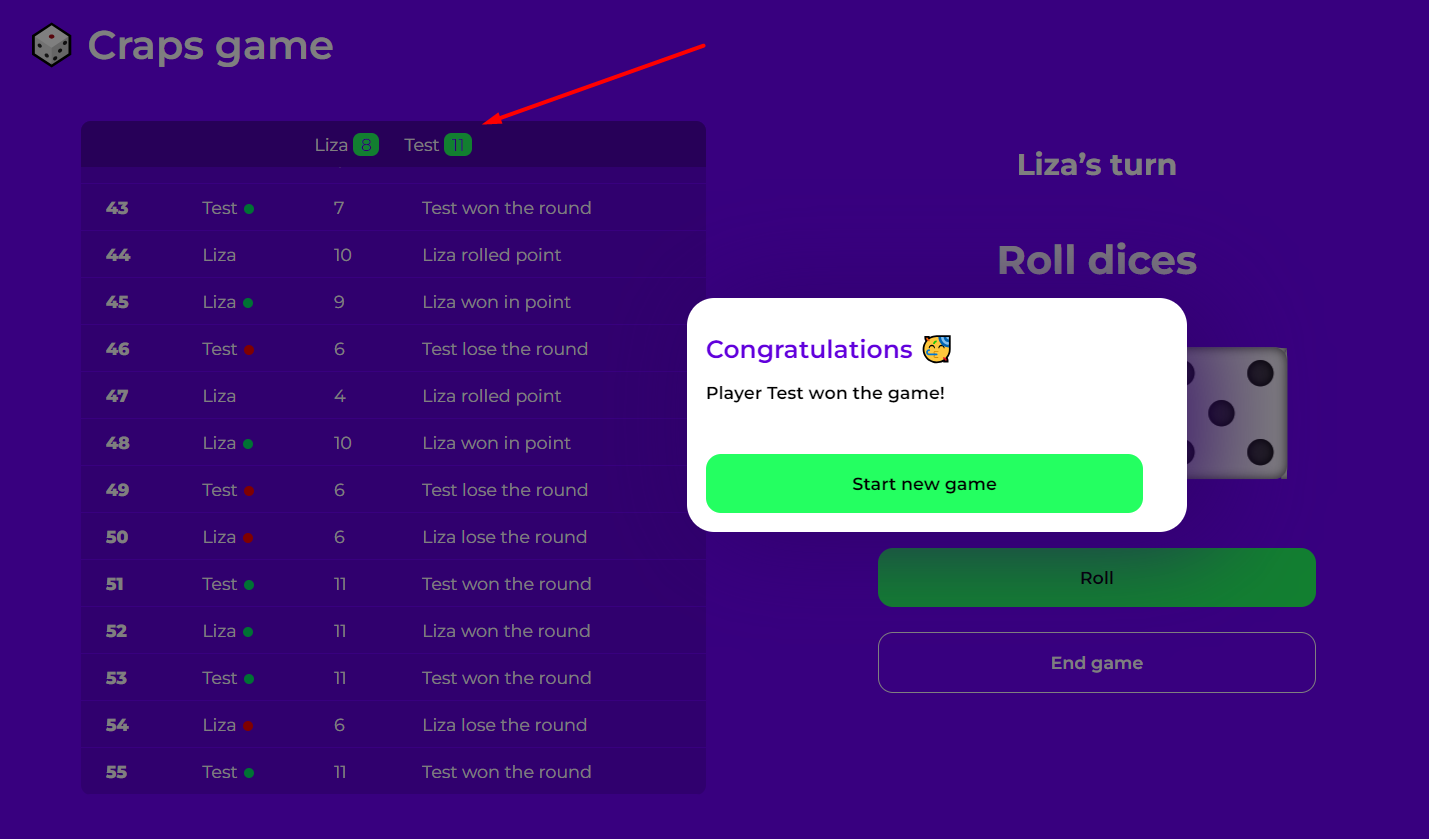 Craps game
Liza 8 Test 11
43 Test 7 Test won the round
44 Liza 10 Liza rolled point
45 Liza 9 Liza won in point
46 Test 6 Test lose the round
47 Liza 4 Liza rolled point
48 Liza 10 Liza won in point
49 Test 6 Test lose the round
50 Liza 6 Liza lose the round
51 Test 11 Test won the round
52 Liza 11 Liza won the round
53 Test 11 Test won the round
54 Liza 6 Liza lose the round
55 Test 11 Test won the round
Liza’s turn
Roll dices
Congratulations
Player Test won the game!
Start new game
Roll
End game